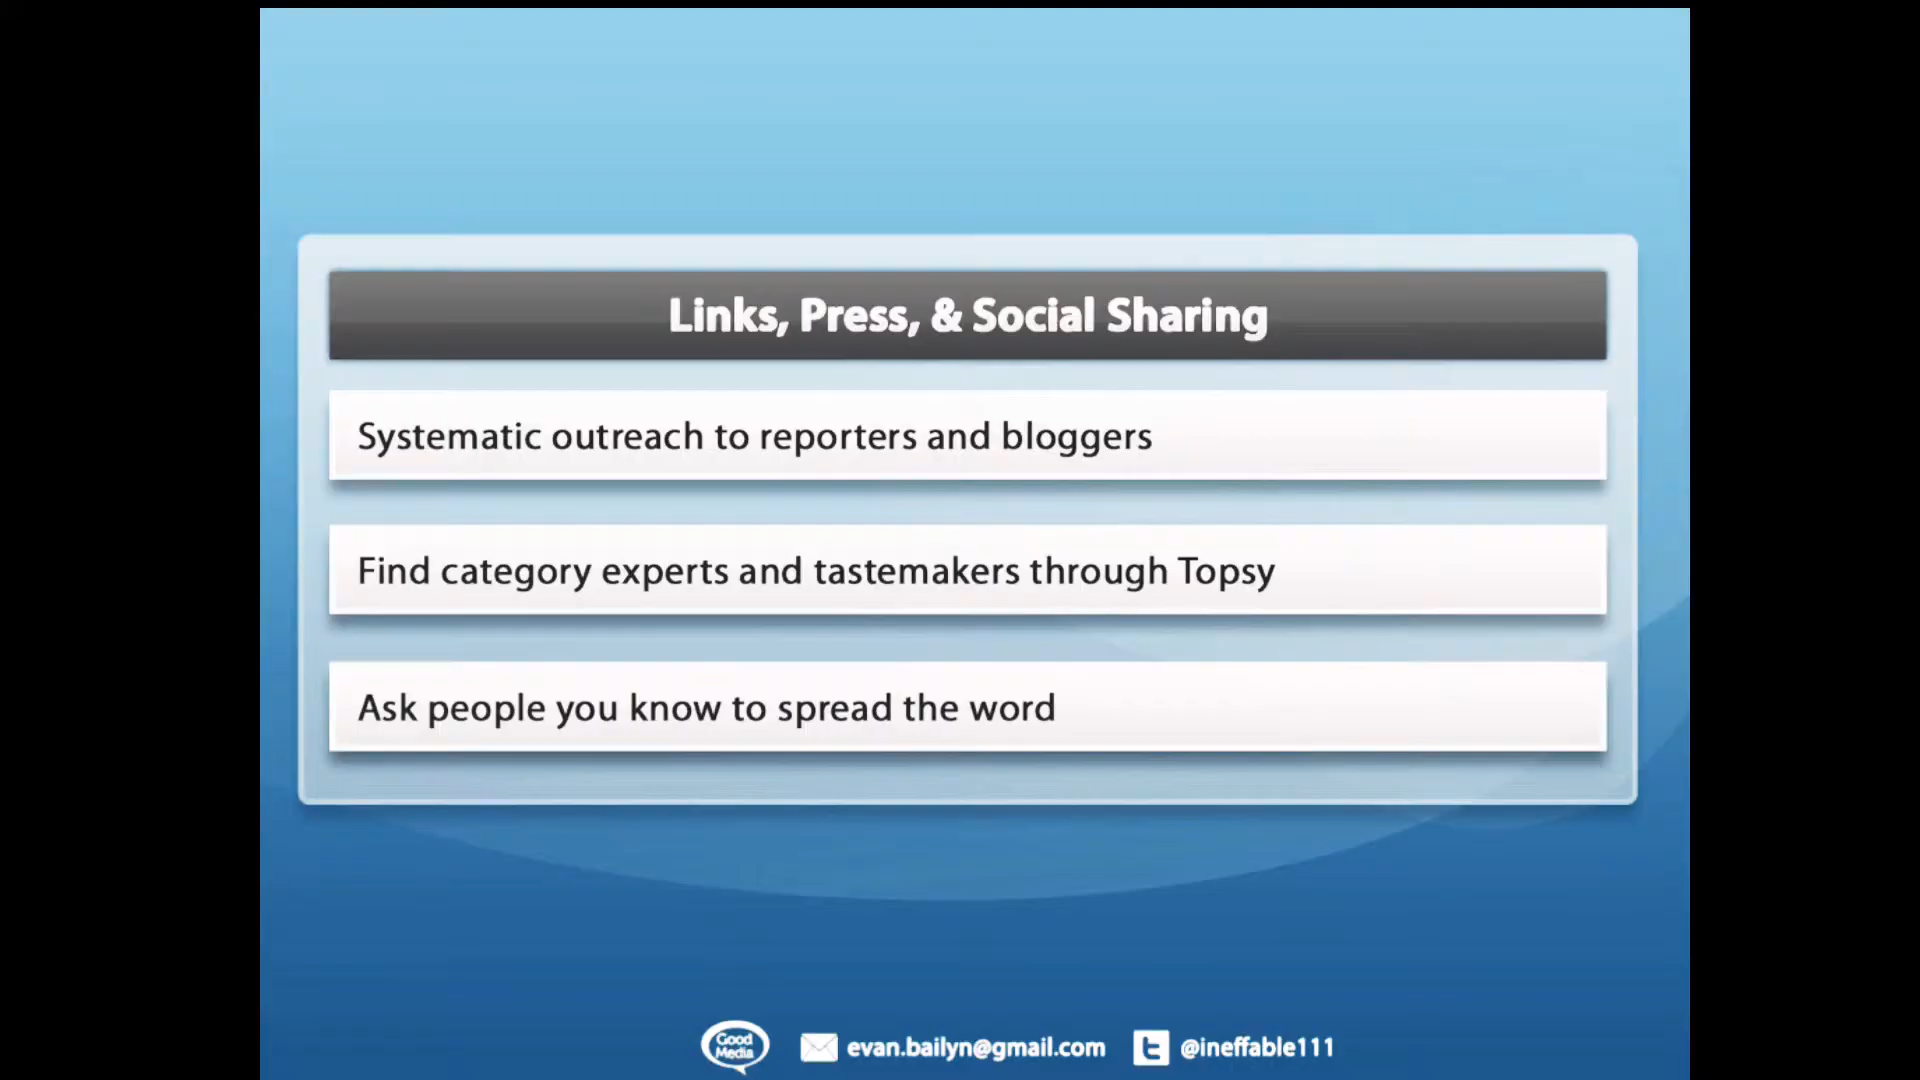 Links, Press, & Social Sharing
Systematic outreach to reporters and bloggers
Find category experts and tastemakers through Topsy
Ask people you know to spread the word
Good
Media
evan.bailyn@gmail.com
t
@ineffable111